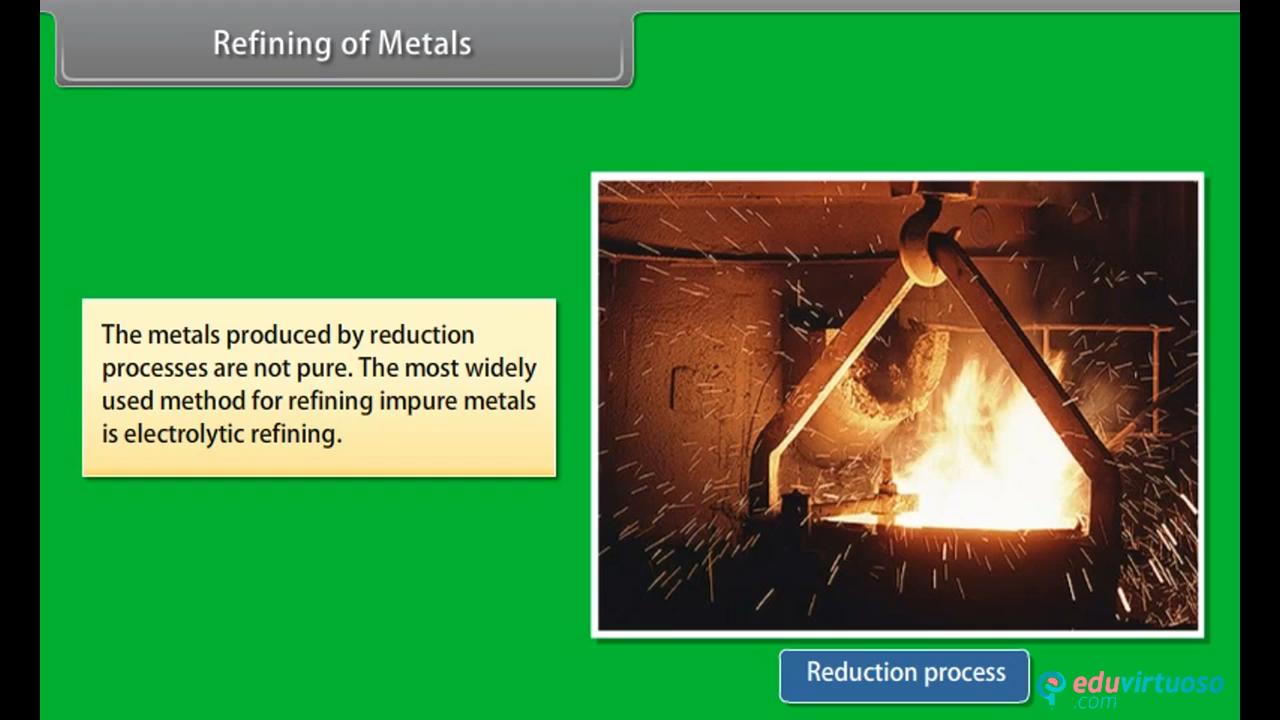 Refining of Metals
The metals produced by reduction
processes are not pure. The most widely
used method for refining impure metals
is electrolytic refining.
Reduction process
eduvirtuoso
.com